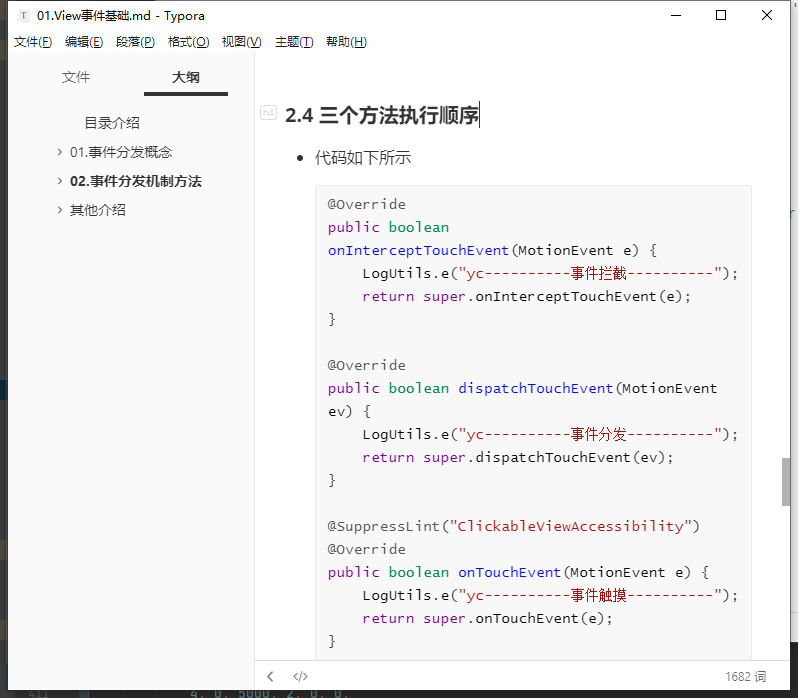 01.View事件基础.md - Typora
文件(F) 编辑(E) 段落(P) 格式(O) 视图(V) 主题(T) 帮助(H)
文件 大纲
目录介绍
01.事件分发概念
02.事件分发机制方法
其他介绍
h4 2.4 三个方法执行顺序
代码如下所示
@Override
public boolean
onInterceptTouchEvent(MotionEvent e) {
LogUtils.e("yc----------事件拦截----------");
return super.onInterceptTouchEvent(e);
}
@Override
public boolean dispatchTouchEvent(MotionEvent
ev) {
LogUtils.e("yc----------事件分发----------");
return super.dispatchTouchEvent(ev);
}
@SuppressLint("ClickableViewAccessibility")
@Override
public boolean onTouchEvent(MotionEvent e) {
LogUtils.e("yc----------事件触摸----------");
return super.onTouchEvent(e);
}
1682 词